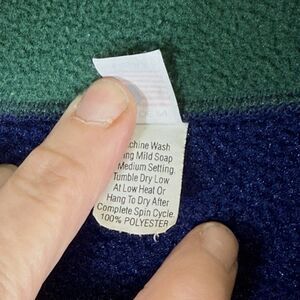 chine Wash
ng Mild Soap
Medium Setting
Tumble Dry Low
At Low Heat Or
Hang To Dry After
Complete Spin Cycle
100% POLYESTER